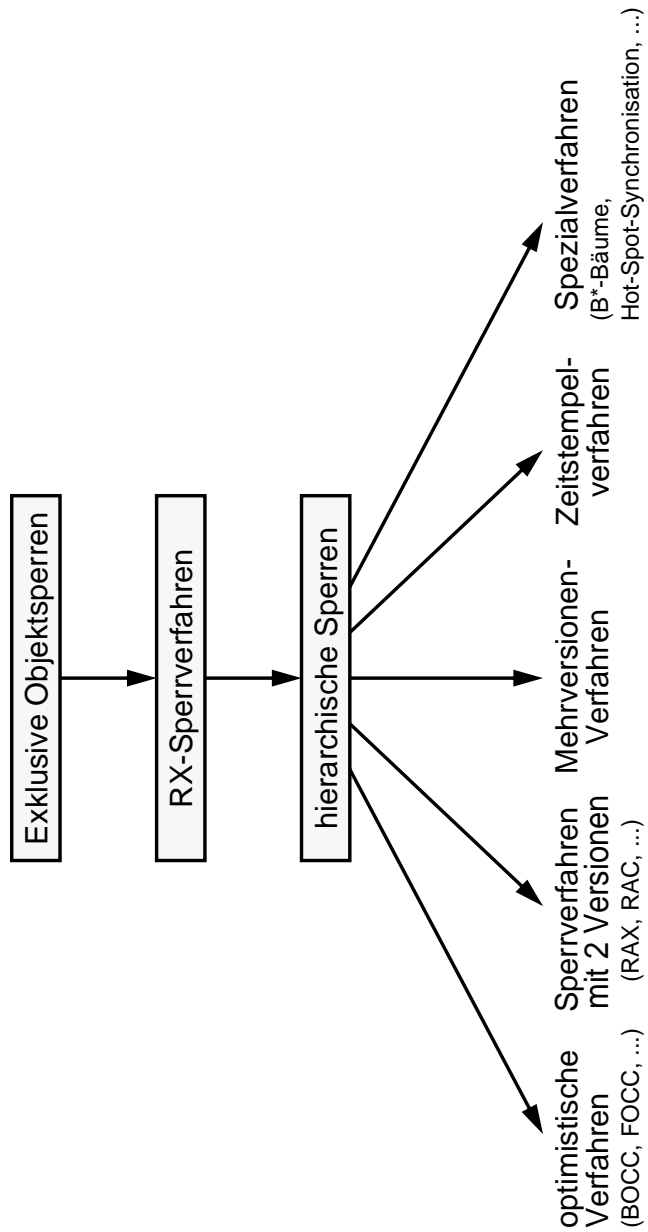 Exklusive Objektsperren
RX-Sperrverfahren
hierarchische Sperren
optimistische
Verfahren
(BOCC, FOCC, ...)
Sperrverfahren
mit 2 Versionen
(RAX, RAC, ...)
Mehrversionen-
Verfahren
Zeitstempel-
verfahren
Spezialverfahren
(B*-Bäume,
Hot-Spot-Synchronisation, ...)